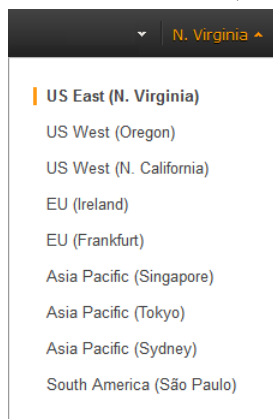 N. Virginia
US East (N. Virginia)
US West (Oregon)
US West (N. California)
EU (Ireland)
EU (Frankfurt)
Asia Pacific (Singapore)
Asia Pacific (Tokyo)
Asia Pacific (Sydney)
South America (São Paulo)